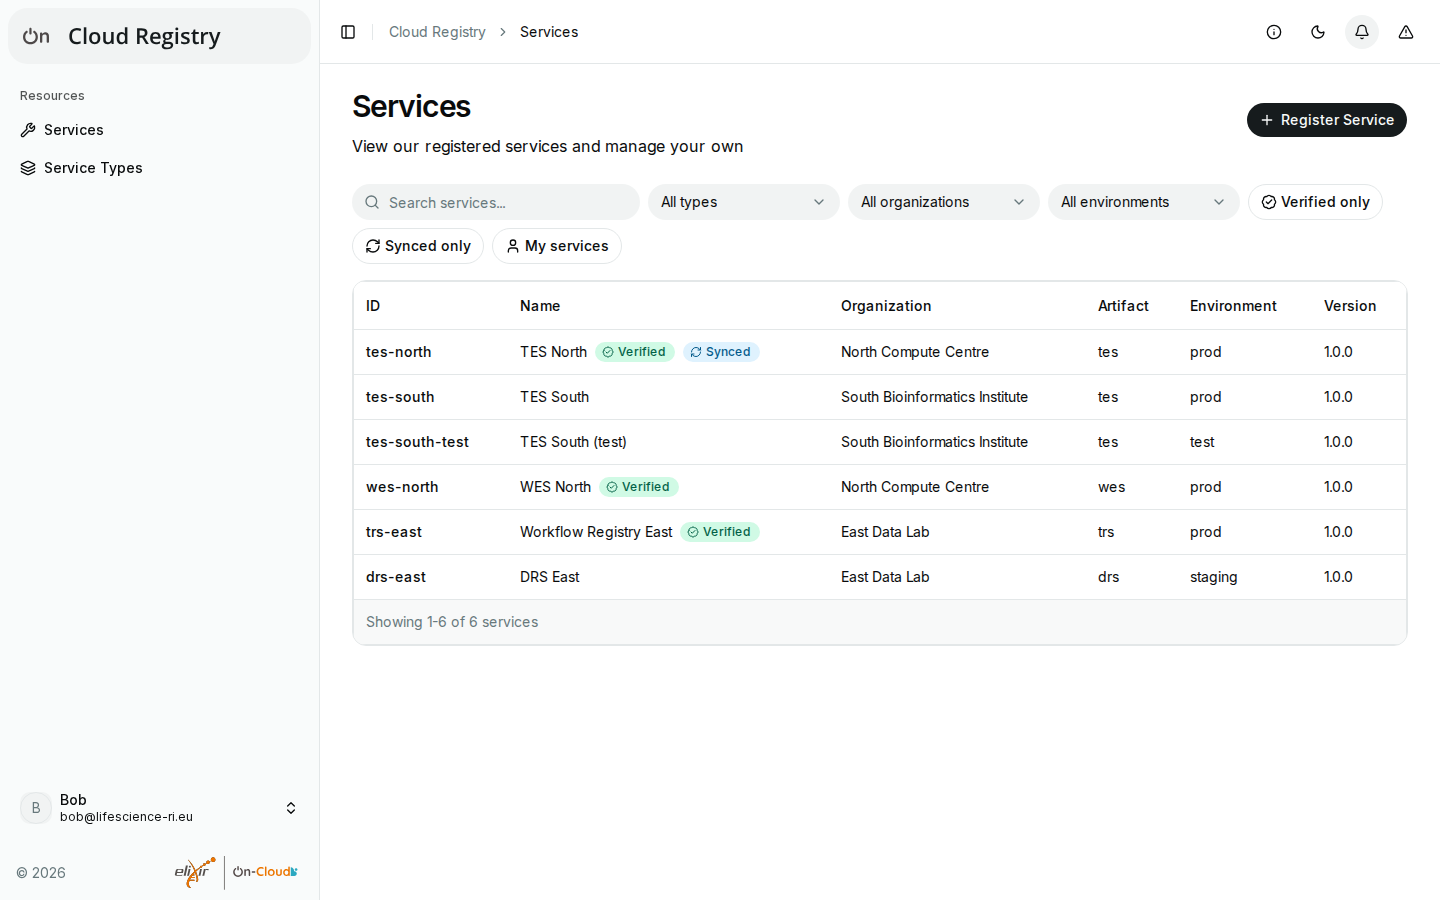 On Cloud Registry
Cloud Registry > Services
Resources
Services
Service Types
Services
View our registered services and manage your own
+ Register Service
Search services...
All types
All organizations
All environments
Verified only
Synced only
My services
ID Name Organization Artifact Environment Version
tes-north TES North Verified Synced North Compute Centre tes prod 1.0.0
tes-south TES South South Bioinformatics Institute tes prod 1.0.0
tes-south-test TES South (test) South Bioinformatics Institute tes test 1.0.0
wes-north WES North Verified North Compute Centre wes prod 1.0.0
trs-east Workflow Registry East Verified East Data Lab trs prod 1.0.0
drs-east DRS East East Data Lab drs staging 1.0.0
Showing 1-6 of 6 services
B
Bob
bob@lifescience-ri.eu
© 2026
elixir
On-Cloud